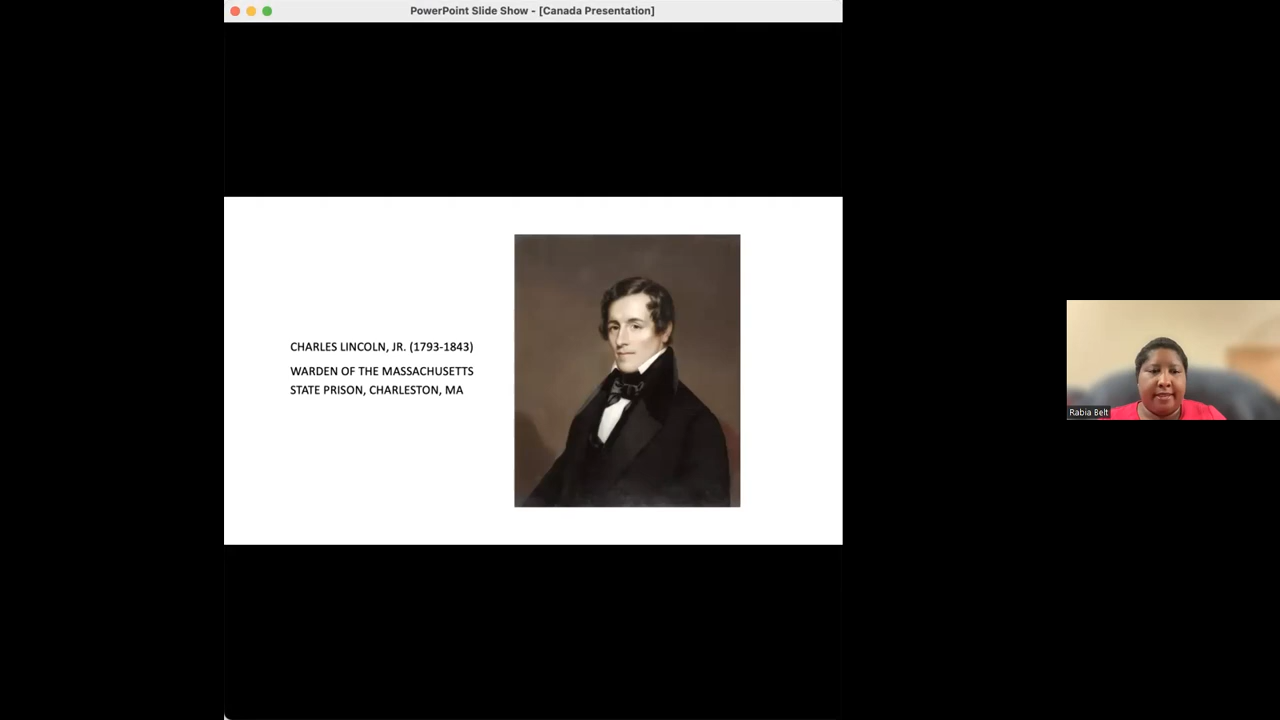 PowerPoint Slide Show - [Canada Presentation]
CHARLES LINCOLN, JR. (1793-1843)
WARDEN OF THE MASSACHUSETTS
STATE PRISON, CHARLESTON, MA
Rabia Belt